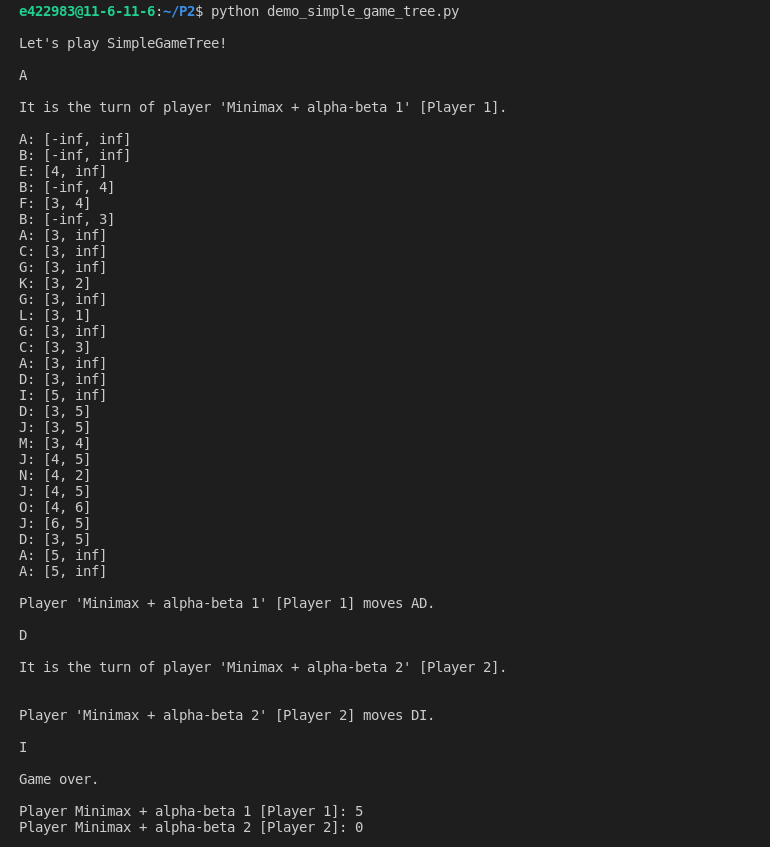 e422983@11-6-11-6:~/P2$ python demo_simple_game_tree.py
Let's play SimpleGameTree!
A
It is the turn of player 'Minimax + alpha-beta 1' [Player 1].
A: [-inf, inf]
B: [-inf, inf]
E: [4, inf]
B: [-inf, 4]
F: [3, 4]
B: [-inf, 3]
A: [3, inf]
C: [3, inf]
G: [3, inf]
K: [3, 2]
G: [3, inf]
L: [3, 1]
G: [3, inf]
C: [3, 3]
A: [3, inf]
D: [3, inf]
I: [5, inf]
D: [3, 5]
J: [3, 5]
M: [3, 4]
J: [4, 5]
N: [4, 2]
J: [4, 5]
O: [4, 6]
J: [6, 5]
D: [3, 5]
A: [5, inf]
A: [5, inf]
Player 'Minimax + alpha-beta 1' [Player 1] moves AD.
D
It is the turn of player 'Minimax + alpha-beta 2' [Player 2].
Player 'Minimax + alpha-beta 2' [Player 2] moves DI.
I
Game over.
Player Minimax + alpha-beta 1 [Player 1]: 5
Player Minimax + alpha-beta 2 [Player 2]: 0